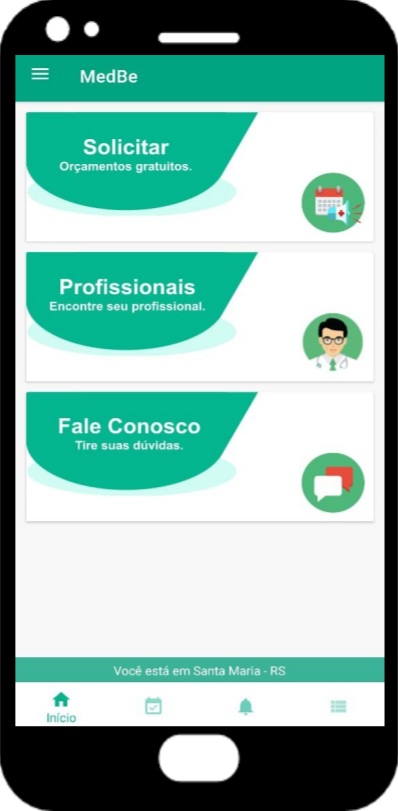 MedBe
Solicitar
Orçamentos gratuitos.
Profissionais
Encontre seu profissional.
Fale Conosco
Tire suas dúvidas.
Você está em Santa Maria - RS
Início